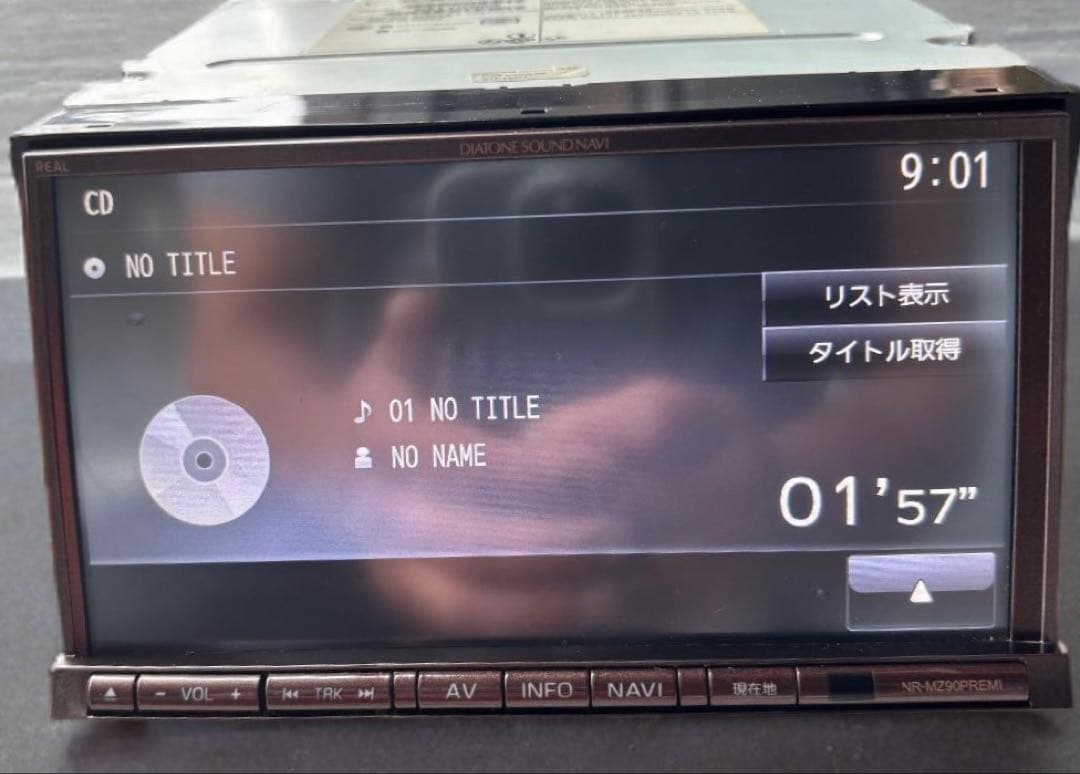 REAL
DIATONE SOUND NAVI
CD
9:01
NO TITLE
リスト表示
タイトル取得
01 NO TITLE
NO NAME
01'57"
- VOL +
TRK
AV
INFO
NAVI
現在地
NR-MZ90PREMI